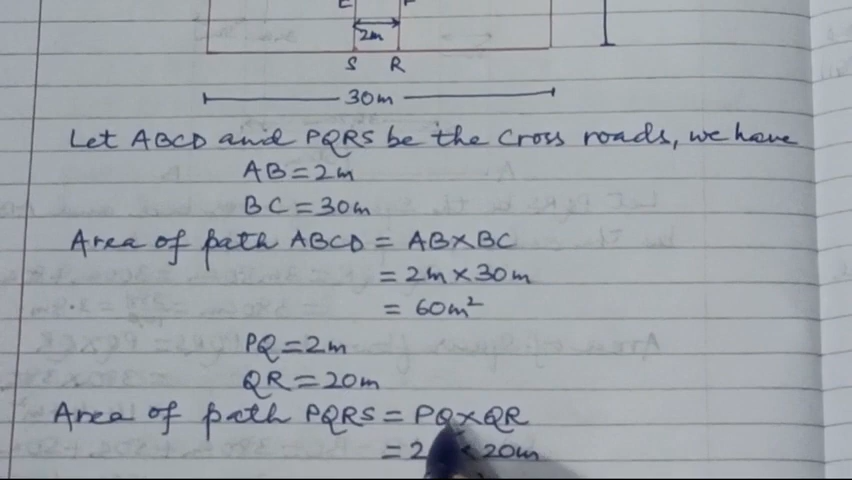 E F
2m
S R
30m
Let ABCD and PQRS be the Cross roads, we have
AB=2m
BC=30m
Area of path ABCD = AB×BC
= 2m × 30m
= 60m²
PQ=2m
QR=20m
Area of path PQRS = PQ×QR
= 2 × 20m